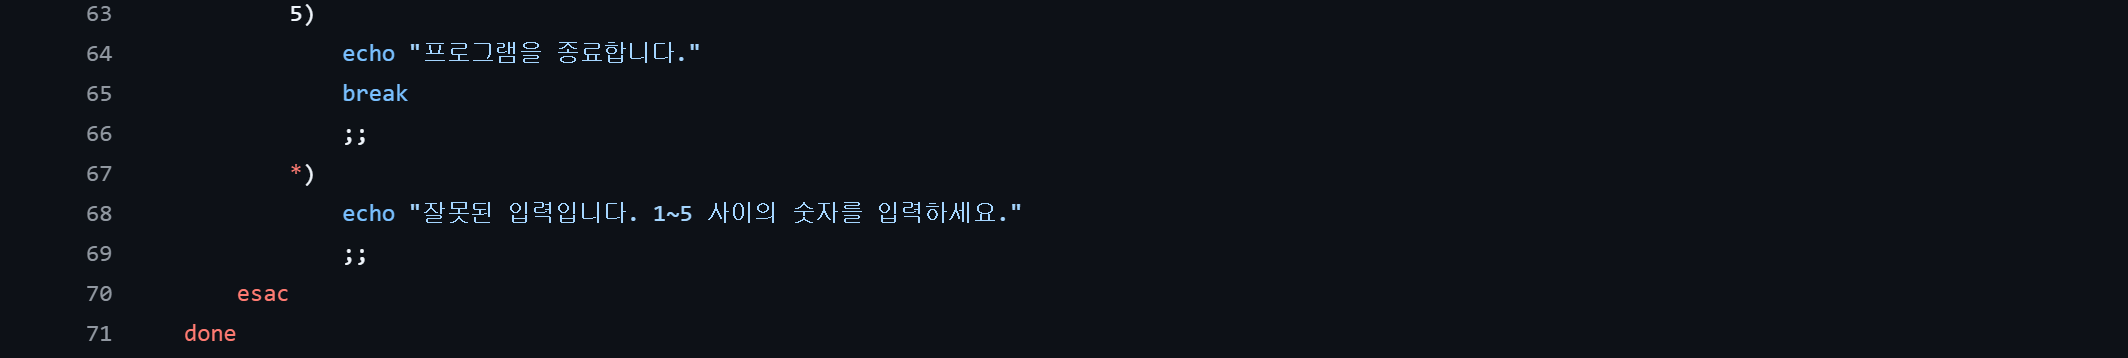 63 5)
64 echo "프로그램을 종료합니다."
65 break
66 ;;
67 *)
68 echo "잘못된 입력입니다. 1~5 사이의 숫자를 입력하세요."
69 ;;
70 esac
71 done